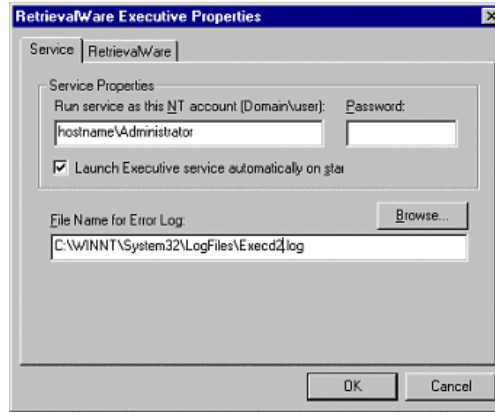 RetrievalWare Executive Properties
Service
RetrievalWare
Service Properties
Run service as this NT account (Domain\user):
Password:
hostname\Administrator
Launch Executive service automatically on star
File Name for Error Log:
Browse...
C:\WINNT\System32\LogFiles\Execd2.log
OK
Cancel